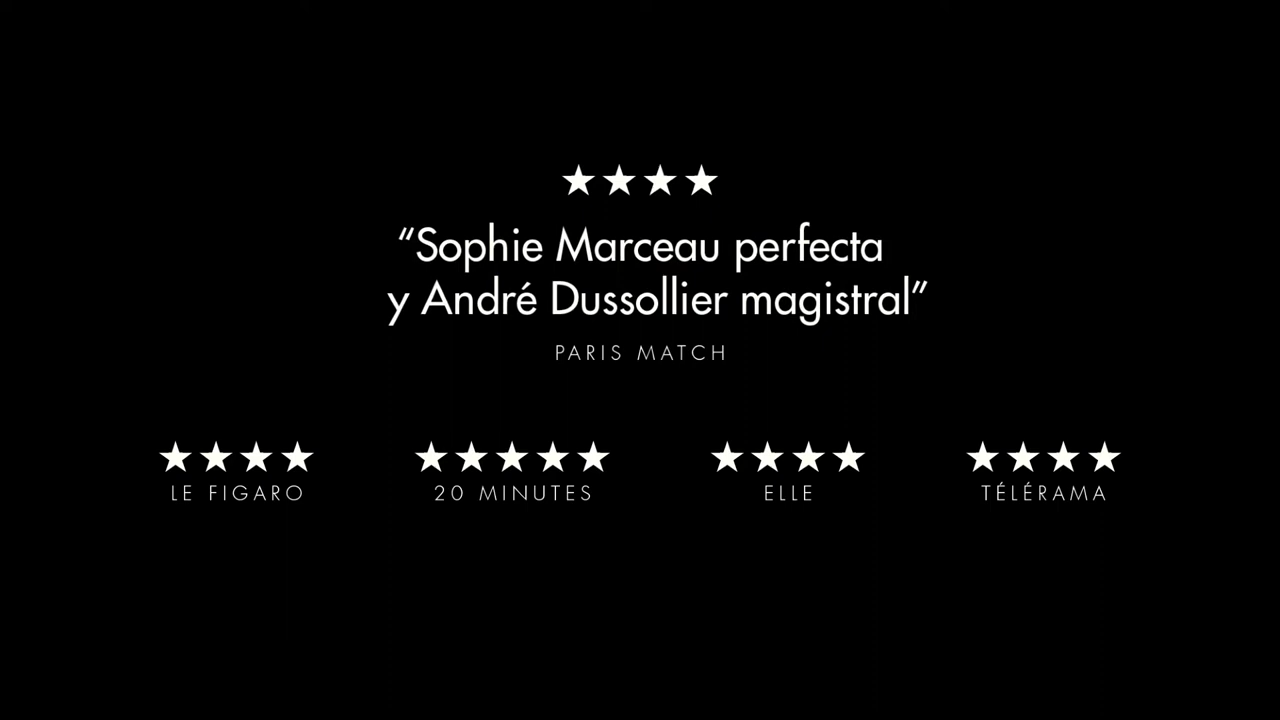 ★★★★
“Sophie Marceau perfecta
y André Dussollier magistral”
PARIS MATCH
★★★★ ★★★★★ ★★★★ ★★★★
LE FIGARO 20 MINUTES ELLE TÉLÉRAMA